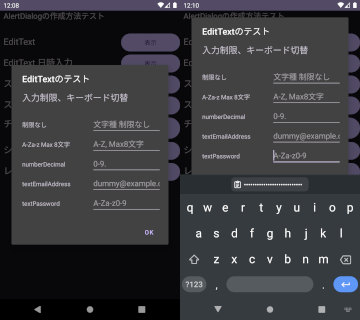 12:08
AlertDialogの作成方法テスト
EditText
表示
EditText 日時入力
表示
EditTextのテスト
入力制限、キーボード切替
制限なし 文字種 制限なし
A-Za-z Max 8文字 A-Z, Max8文字
numberDecimal 0-9.
textEmailAddress dummy@example.c
textPassword A-Za-z0-9
OK
12:10
AlertDialogの作成方法テスト
EditTextのテスト
入力制限、キーボード切替
制限なし 文字種 制限なし
A-Za-z Max 8文字 A-Z, Max8文字
numberDecimal 0-9.
textEmailAddress dummy@example.c
textPassword A-Za-z0-9
q w e r t y u i o p
a s d f g h j k l
z x c v b n m
?123 , .